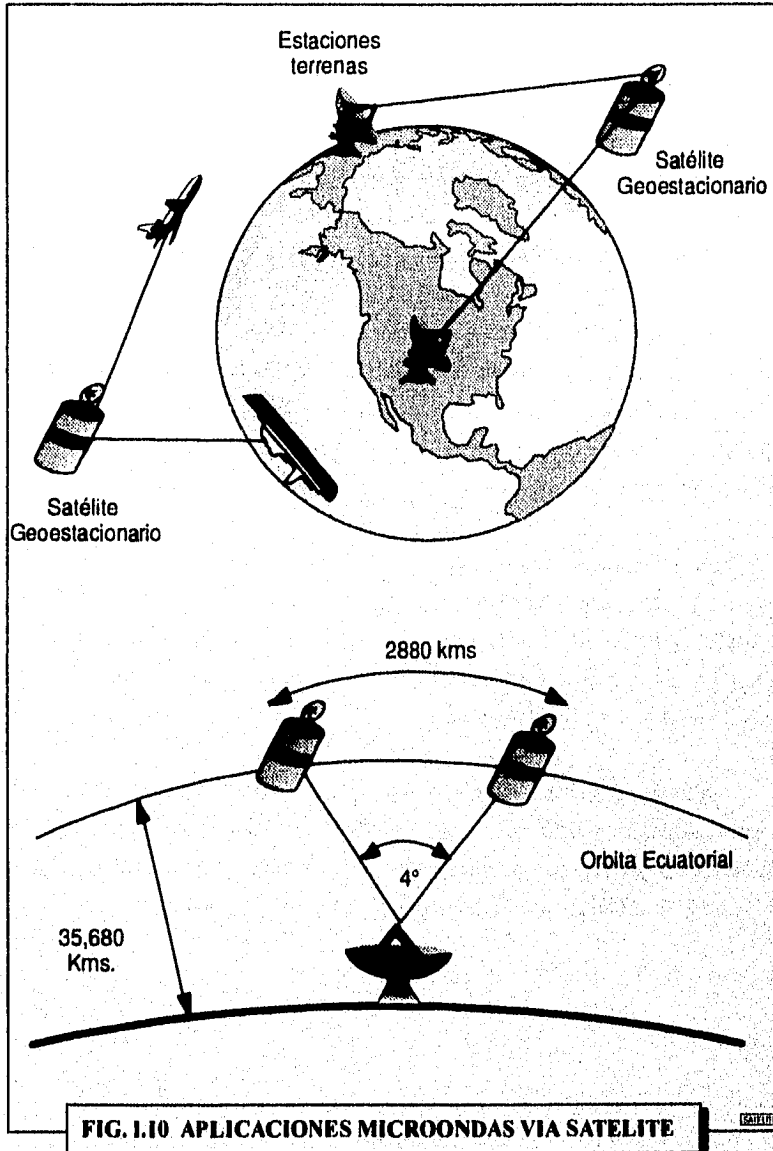 Estaciones
terrenas
Satélite
Geoestacionario
Satélite
Geoestacionario
2880 kms
4°
Orbita Ecuatorial
35,680
Kms.
FIG. 1.10 APLICACIONES MICROONDAS VIA SATELITE